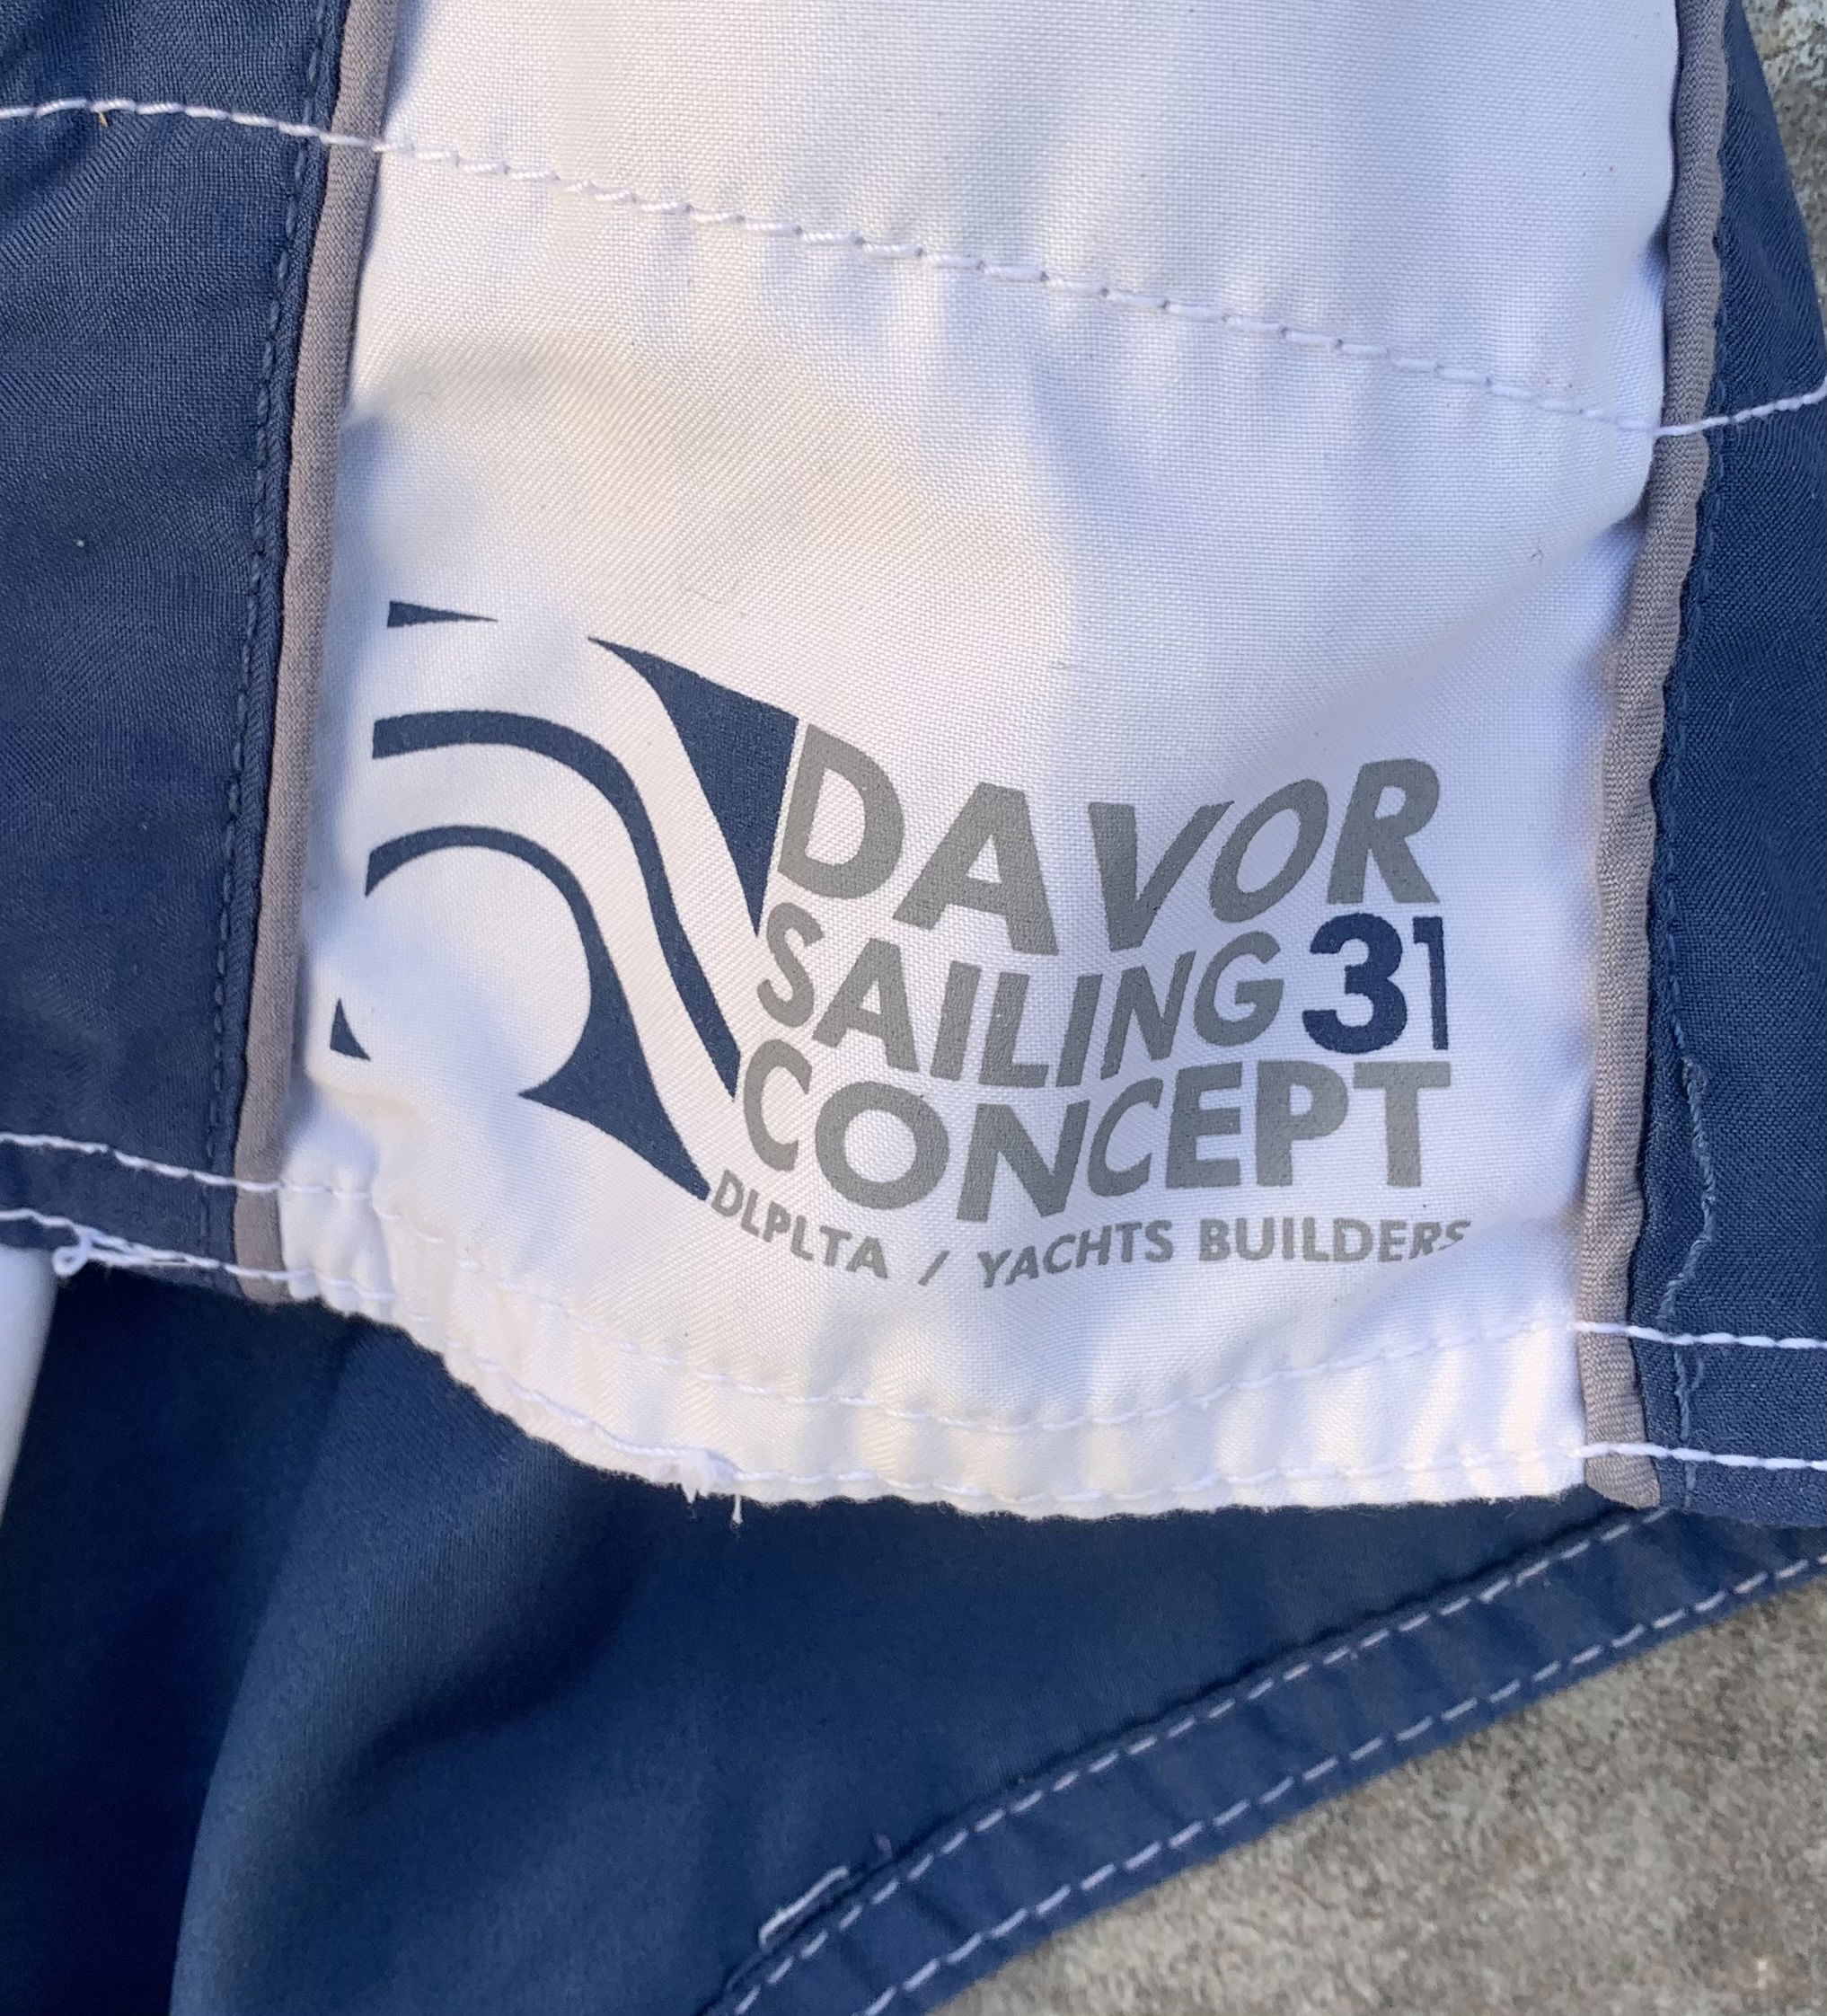 DAVOR
SAILING 31
CONCEPT
DLPLTA / YACHTS BUILDERS